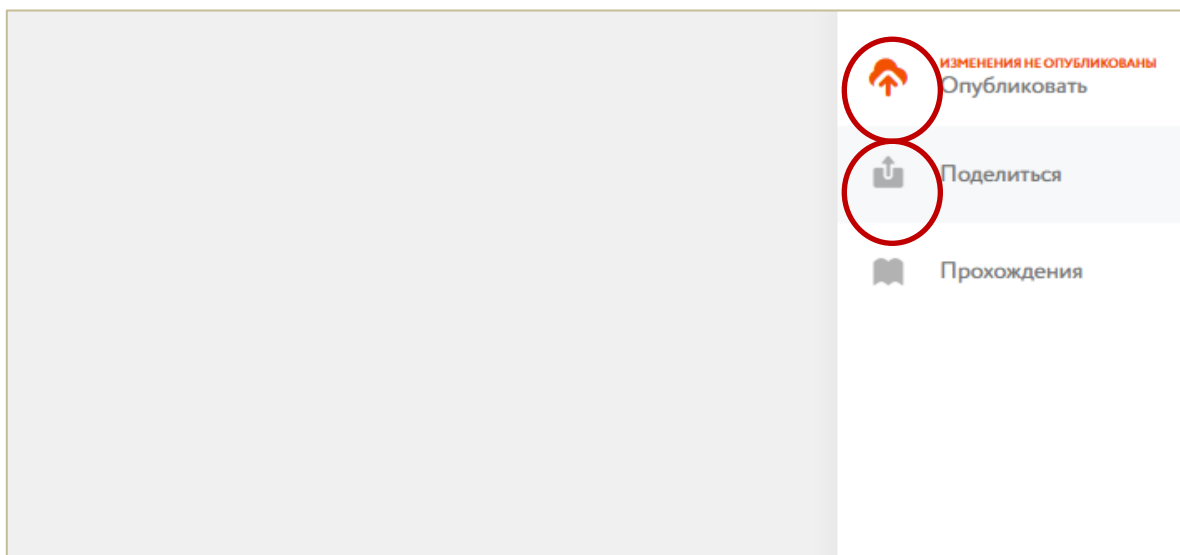 ИЗМЕНЕНИЯ НЕ ОПУБЛИКОВАНЫ
Опубликовать
Поделиться
Прохождения